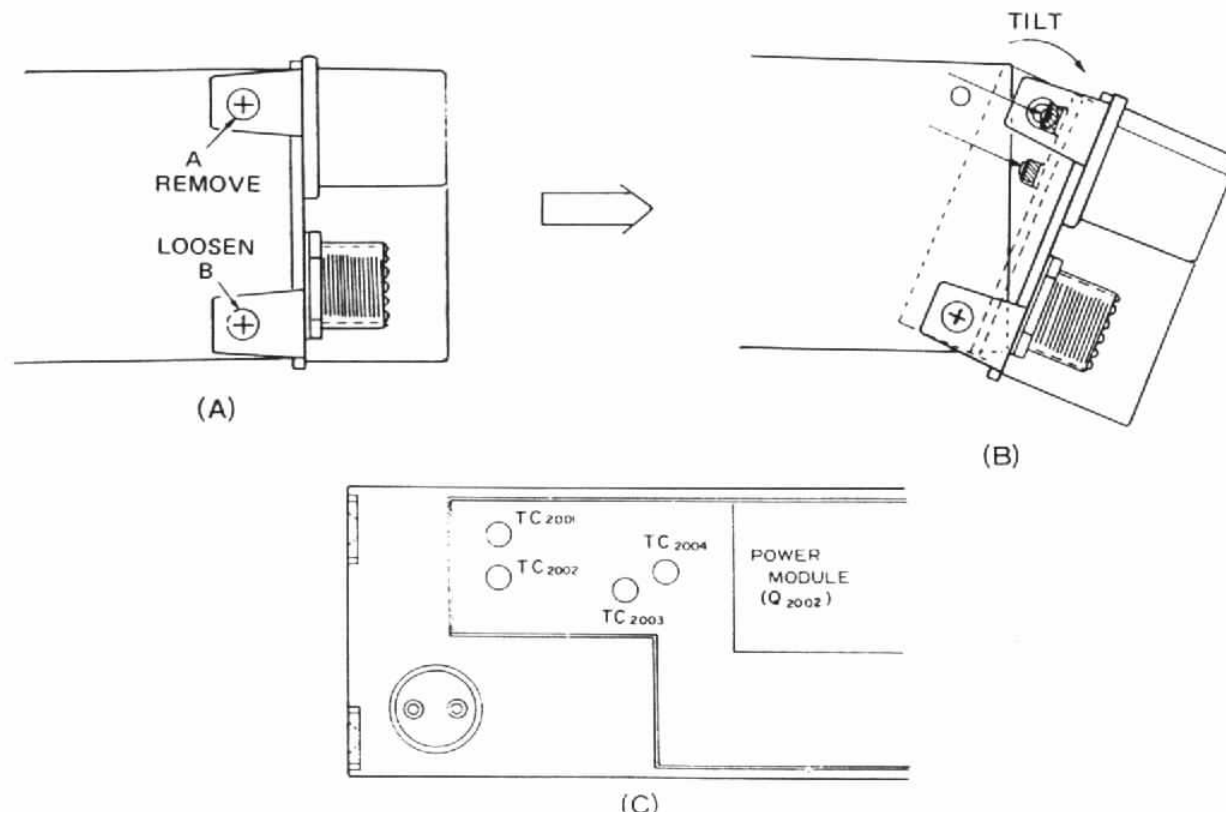 TILT
A
REMOVE
LOOSEN
B
(A)
(B)
TC2001
TC2002
TC2004
TC2003
POWER
MODULE
(Q2002)
(C)